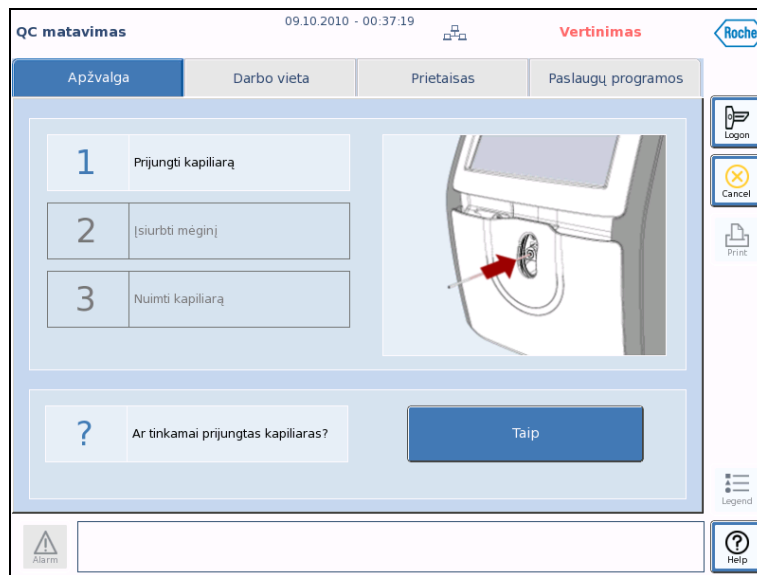 QC matavimas
09.10.2010 - 00:37:19
Vertinimas
Roche
Apžvalga
Darbo vieta
Prietaisas
Paslaugų programos
1
Prijungti kapiliarą
2
Įsiurbti mėginį
3
Nuimti kapiliarą
?
Ar tinkamai prijungtas kapiliaras?
Taip
Logon
Cancel
Print
Legend
Alarm
Help